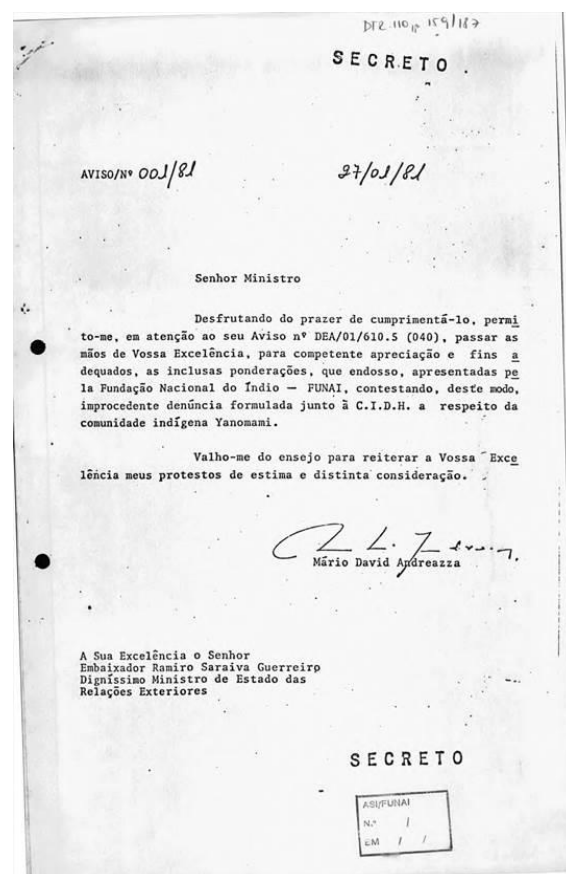 DTR.110, p 159/187
SECRETO
AVISO/Nº 001/81
27/01/81
Senhor Ministro
Desfrutando do prazer de cumprimentá-lo, permi
to-me, em atenção ao seu Aviso nº DEA/01/610.5 (040), passar as
mãos de Vossa Excelência, para competente apreciação e fins a
dequados, as inclusas ponderações, que endosso, apresentadas pe
la Fundação Nacional do Índio — FUNAI, contestando, deste modo,
improcedente denúncia formulada junto à C.I.D.H. a respeito da
comunidade indígena Yanomami.
Valho-me do ensejo para reiterar a Vossa Exce
lência meus protestos de estima e distinta consideração.
Mário David Andreazza
A Sua Excelência o Senhor
Embaixador Ramiro Saraiva Guerreiro
Digníssimo Ministro de Estado das
Relações Exteriores
SECRETO
ASI/FUNAI
N.º /
EM / /